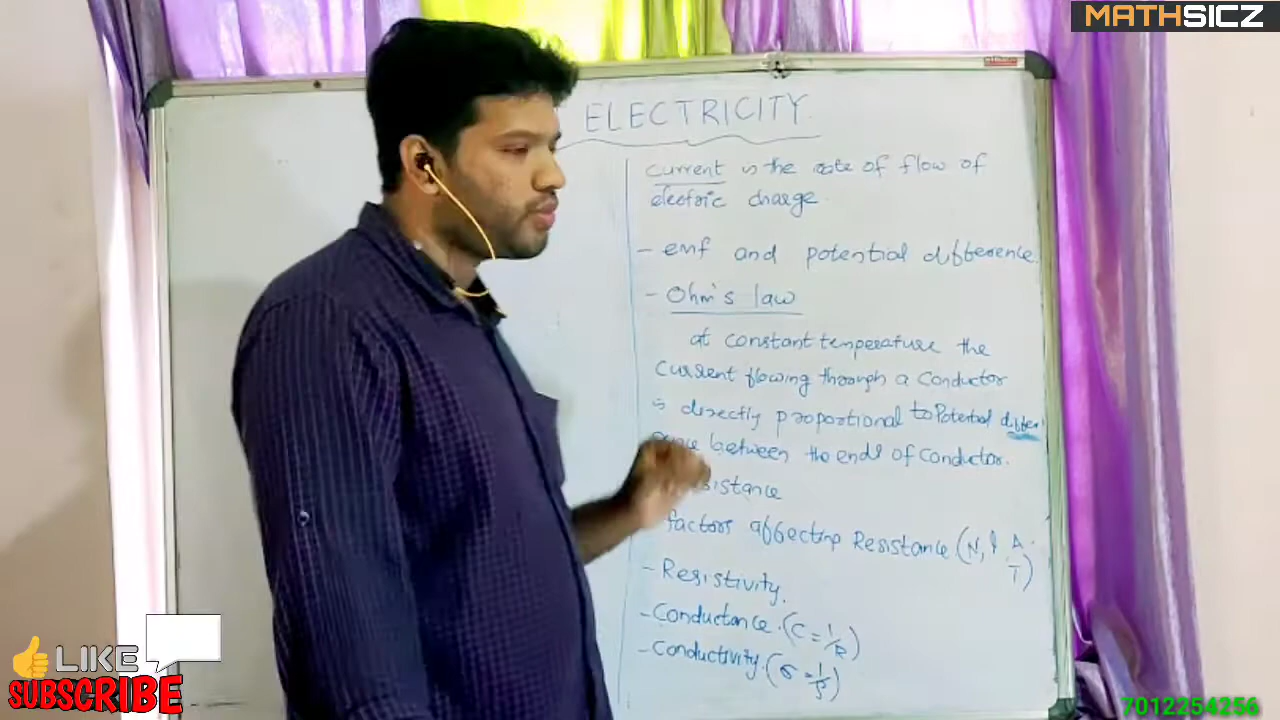 MATHSICZ
ELECTRICITY
current is the rate of flow of
electric charge
- emf and potential difference.
- Ohm's law
at constant temperature the
current flowing through a conductor
is directly proportional to Potential differ
between the ends of conductor.
factors affecting Resistance (N, l A.
T)
- Resistivity.
- Conductance. (C = 1/R)
- Conductivity. (σ = 1/ρ)
LIKE
SUBSCRIBE
7012254256